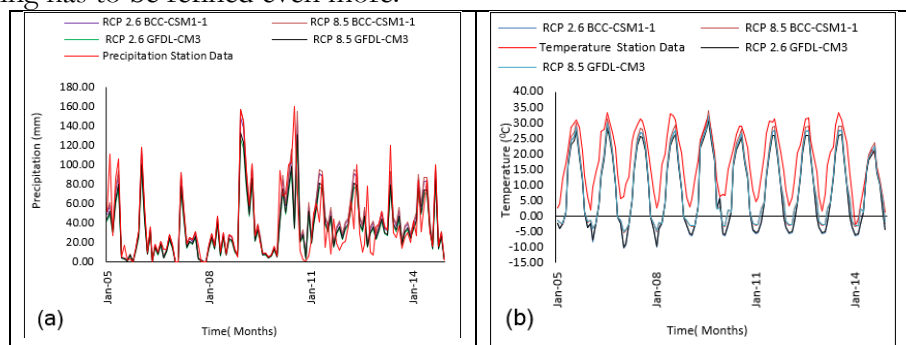 ing has to be refined even more.
RCP 2.6 BCC-CSM1-1 RCP 8.5 BCC-CSM1-1
RCP 2.6 GFDL-CM3 RCP 8.5 GFDL-CM3
Precipitation Station Data
180.00
160.00
140.00
120.00
100.00
80.00
60.00
40.00
20.00
0.00
Precipitation (mm)
Jan-05
Jan-08
Jan-11
Jan-14
Time( Months)
(a)
RCP 2.6 BCC-CSM1-1 RCP 8.5 BCC-CSM1-1
Temperature Station Data RCP 2.6 GFDL-CM3
RCP 8.5 GFDL-CM3
40.00
35.00
30.00
25.00
20.00
15.00
10.00
5.00
0.00
-5.00
-10.00
-15.00
Temperature (⁰C)
Jan-05
Jan-08
Jan-11
Jan-14
Time( Months)
(b)